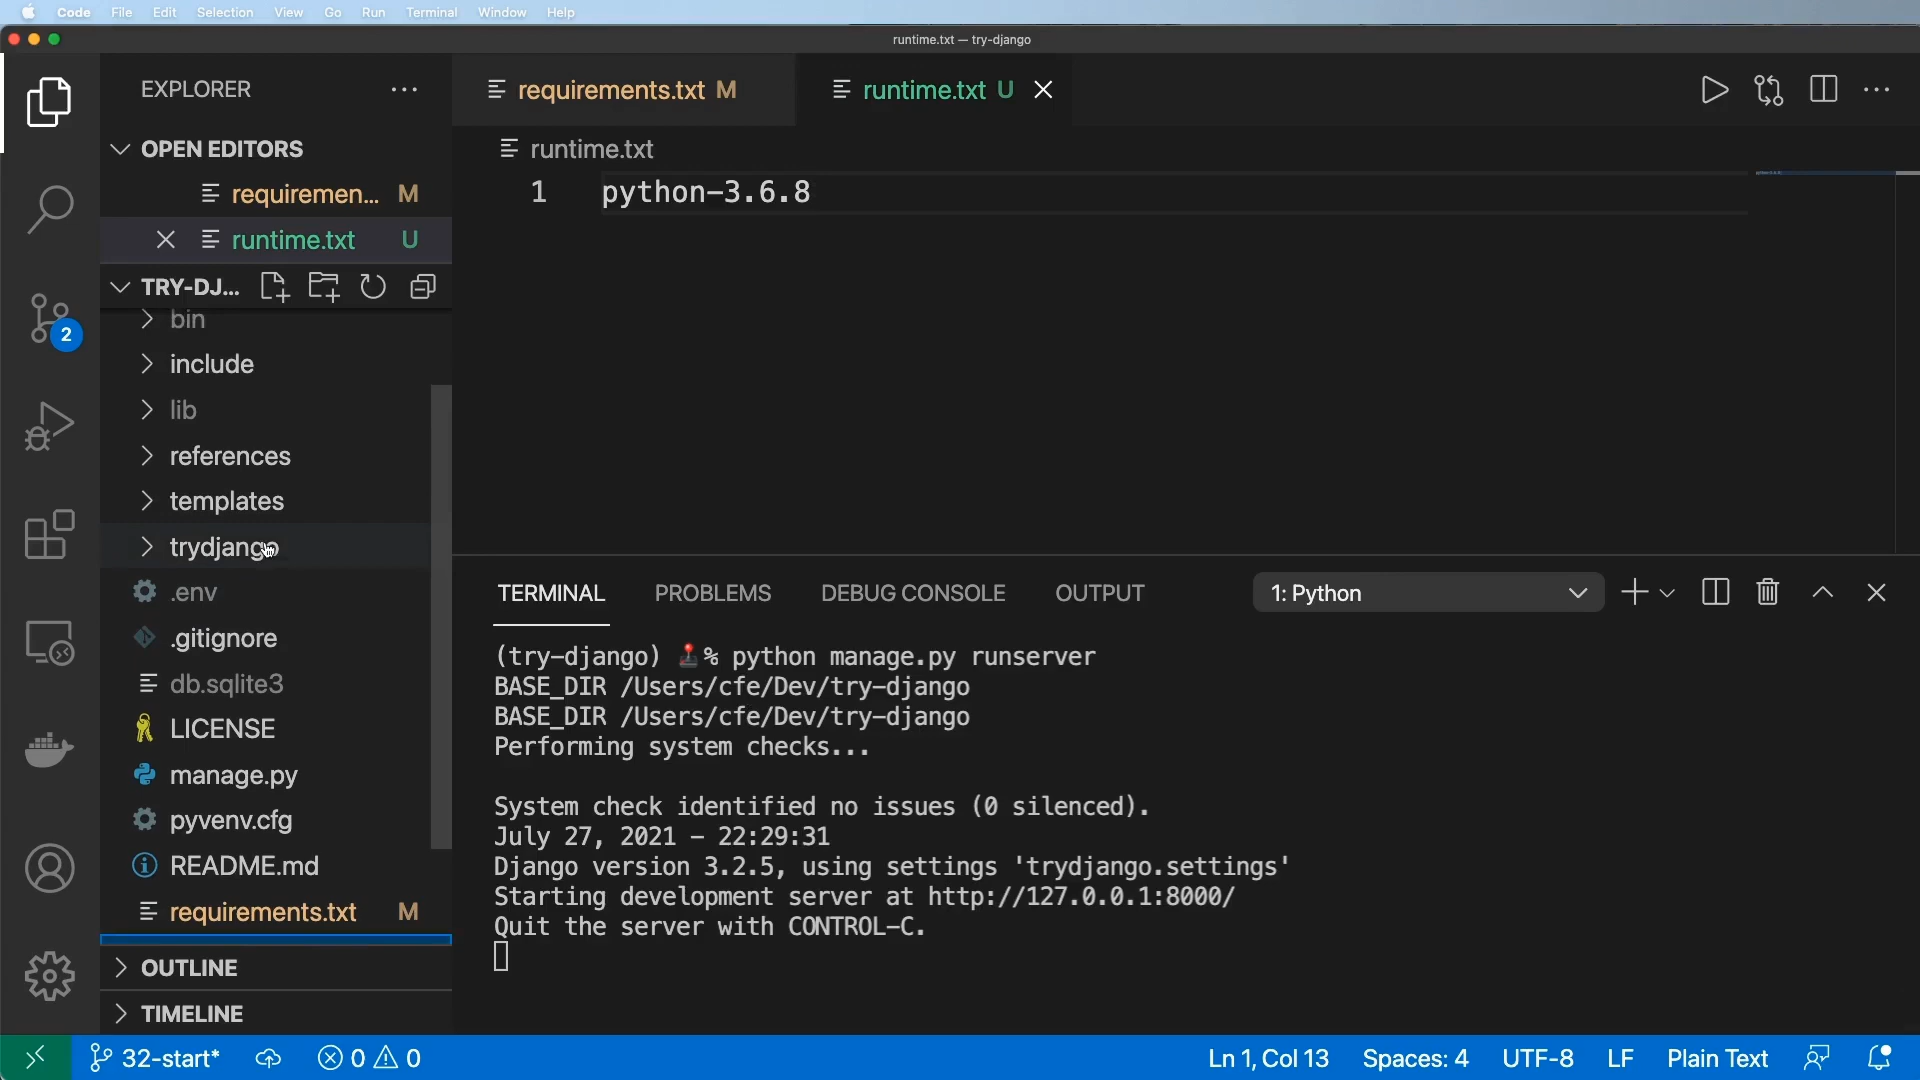 Code File Edit Selection View Go Run Terminal Window Help
runtime.txt — try-django
EXPLORER
OPEN EDITORS
requiremen... M
runtime.txt U
TRY-DJ...
bin
include
lib
references
templates
trydjango
.env
.gitignore
db.sqlite3
LICENSE
manage.py
pyvenv.cfg
README.md
requirements.txt M
OUTLINE
TIMELINE
2
requirements.txt M
runtime.txt U
runtime.txt
1 python-3.6.8
TERMINAL PROBLEMS DEBUG CONSOLE OUTPUT 1: Python
(try-django) % python manage.py runserver
BASE_DIR /Users/cfe/Dev/try-django
BASE_DIR /Users/cfe/Dev/try-django
Performing system checks...
System check identified no issues (0 silenced).
July 27, 2021 - 22:29:31
Django version 3.2.5, using settings 'trydjango.settings'
Starting development server at http://127.0.0.1:8000/
Quit the server with CONTROL-C.
32-start* 0 0 Ln 1, Col 13 Spaces: 4 UTF-8 LF Plain Text